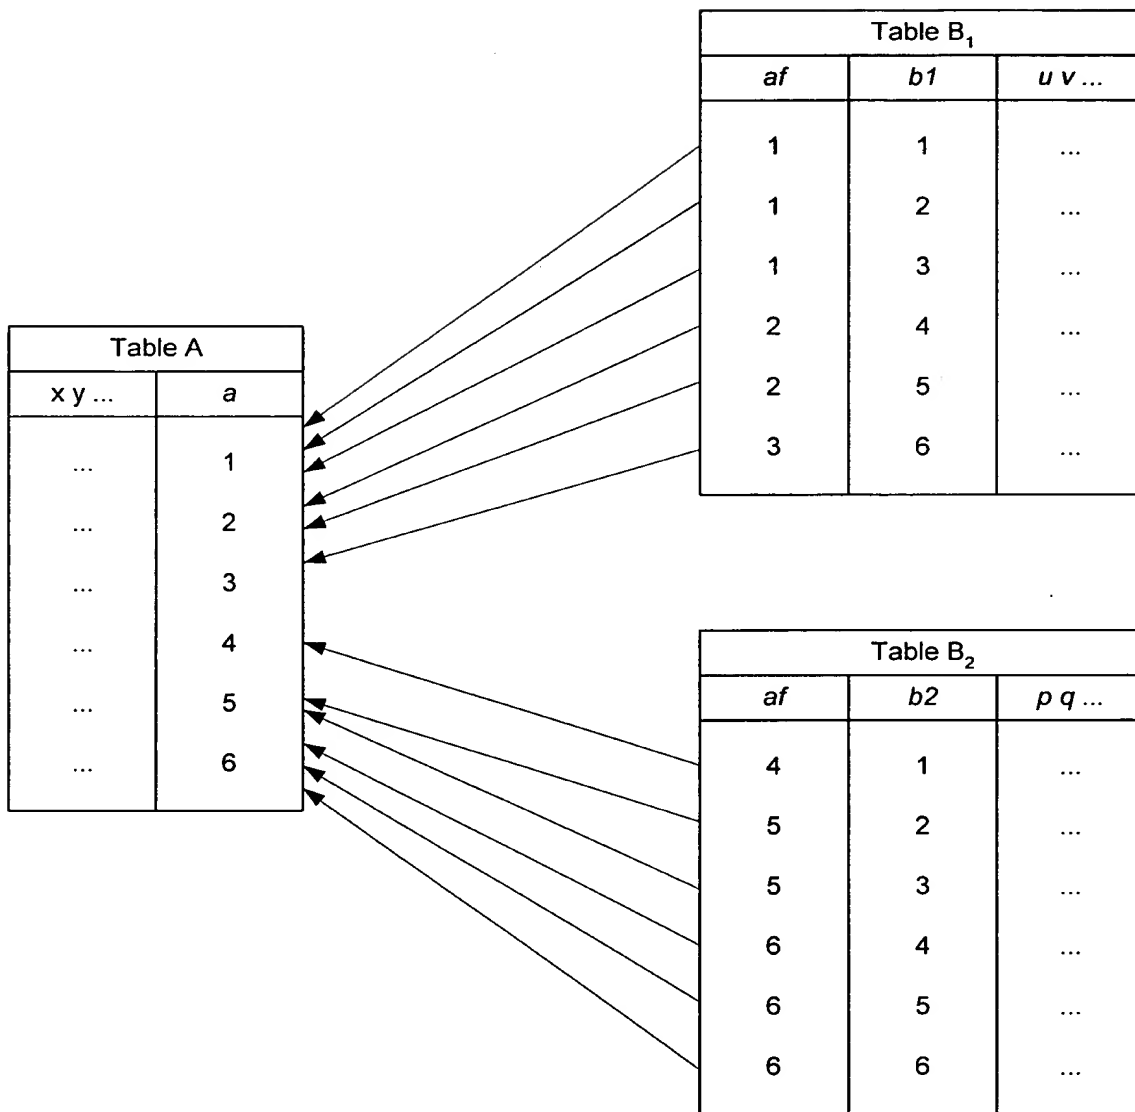 Table B1
af b1 u v ...
1 1 ...
1 2 ...
1 3 ...
2 4 ...
2 5 ...
3 6 ...
Table A
x y ... a
... 1
... 2
... 3
... 4
... 5
... 6
Table B2
af b2 p q ...
4 1 ...
5 2 ...
5 3 ...
6 4 ...
6 5 ...
6 6 ...